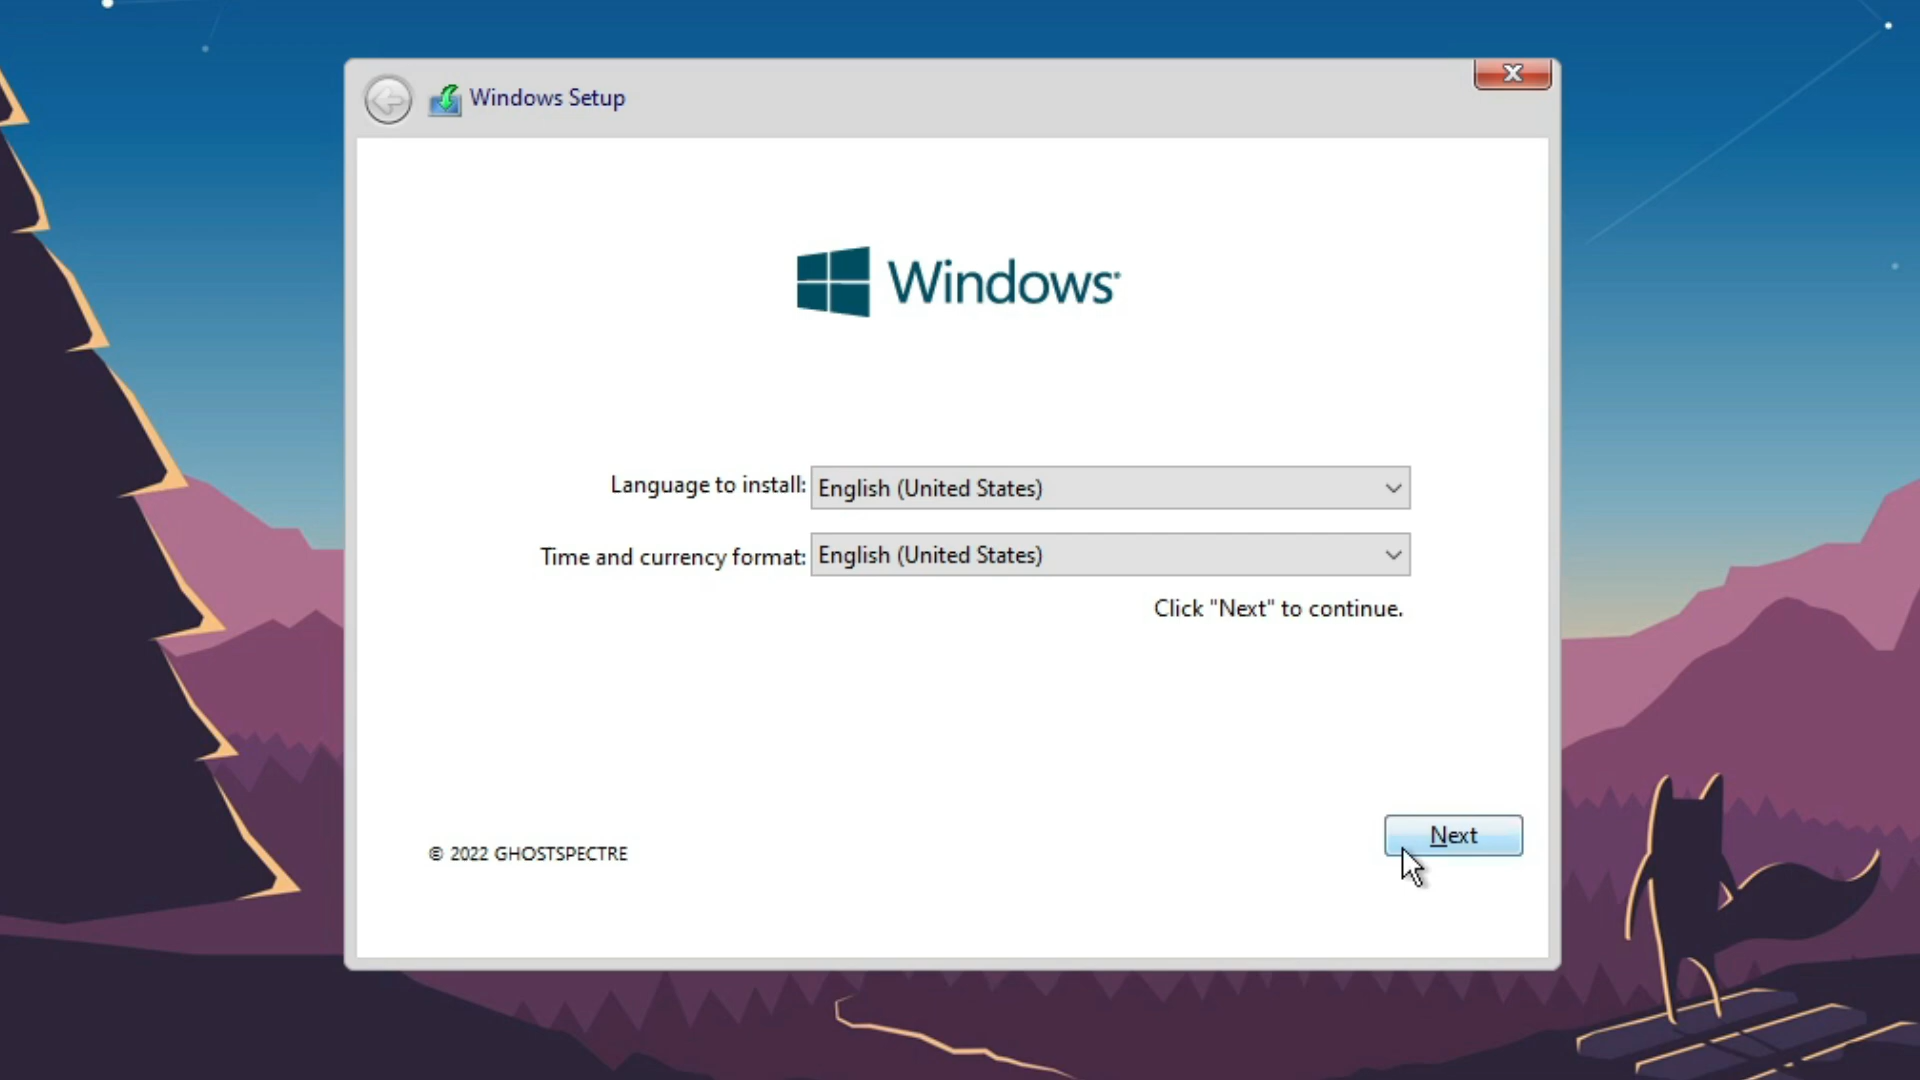 Windows Setup
Windows
Language to install: English (United States)
Time and currency format: English (United States)
Click "Next" to continue.
Next
© 2022 GHOSTSPECTRE